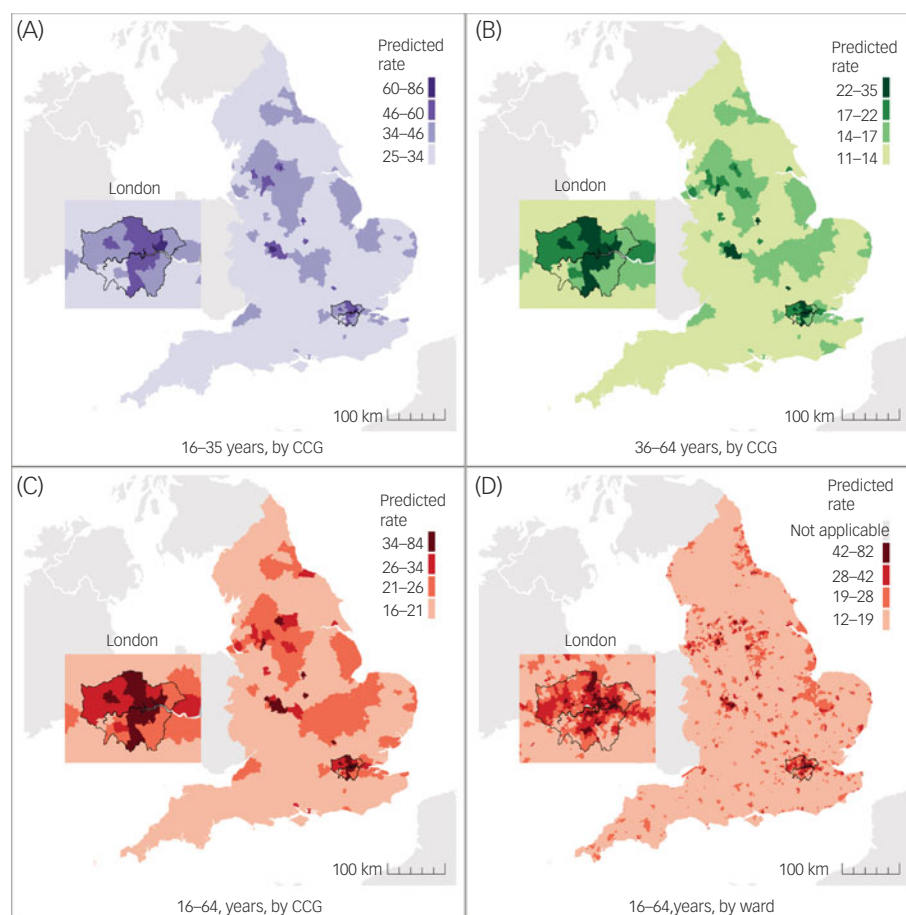 (A)
Predicted
rate
60–86
46–60
34–46
25–34
London
100 km
16–35 years, by CCG
(B)
Predicted
rate
22–35
17–22
14–17
11–14
London
100 km
36–64 years, by CCG
(C)
Predicted
rate
34–84
26–34
21–26
16–21
London
100 km
16–64, years, by CCG
(D)
Predicted
rate
Not applicable
42–82
28–42
19–28
12–19
London
100 km
16–64,years, by ward